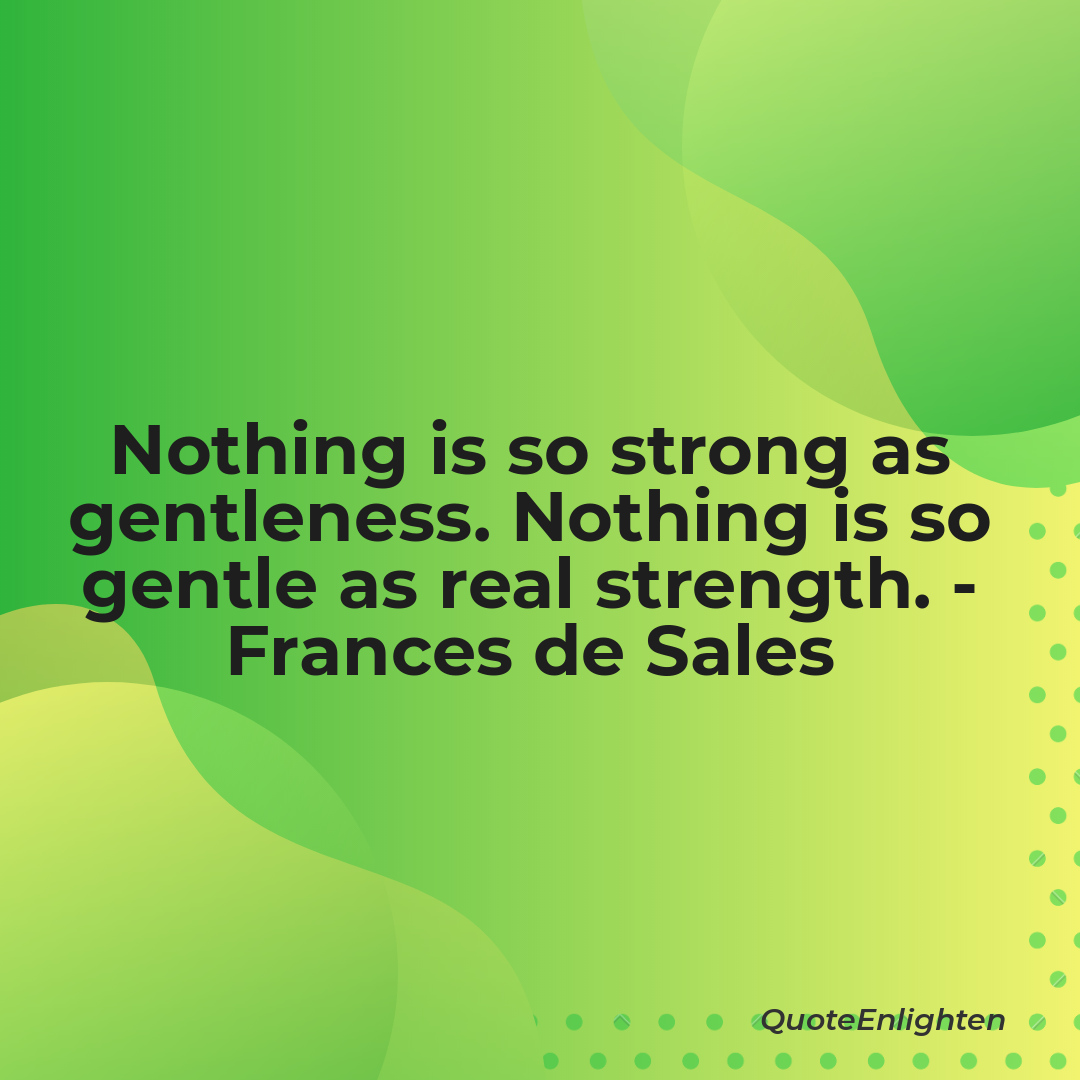 Nothing is so strong as
gentleness. Nothing is so
gentle as real strength. -
Frances de Sales
QuoteEnlighten